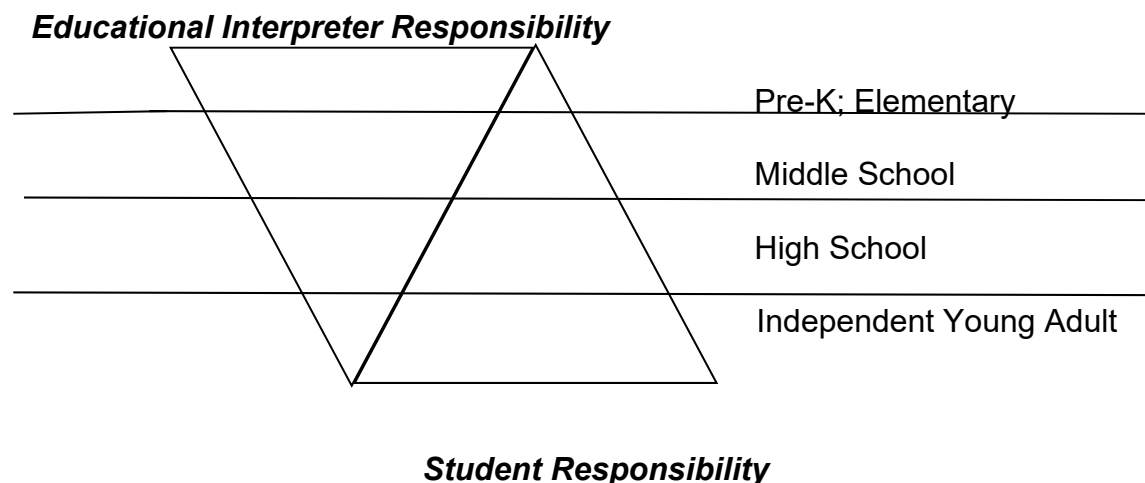 Educational Interpreter Responsibility
Pre-K; Elementary
Middle School
High School
Independent Young Adult
Student Responsibility